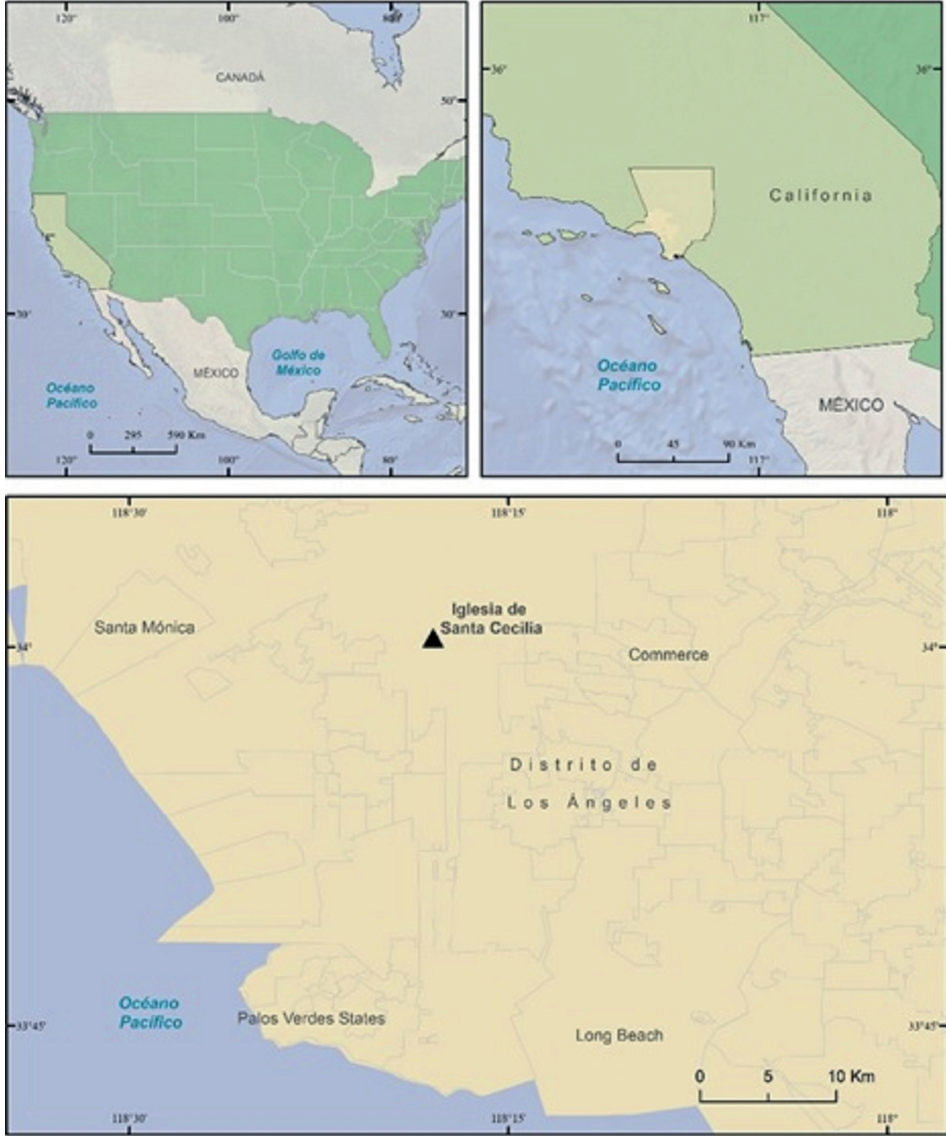 120° 100° 80°
CANADÁ
50°
30° 30°
Golfo de
México
MÉXICO
Océano
Pacífico
0 295 590 Km
120° 100° 80°
117°
36° 36°
California
Océano
Pacífico
MÉXICO
0 45 90 Km
117°
118°30' 118°15' 118°
Iglesia de
Santa Cecilia
Santa Mónica
34° 34°
Commerce
Distrito de
Los Ángeles
Océano
Pacífico
Palos Verdes States
33°45' 33°45'
Long Beach
0 5 10 Km
118°30' 118°15' 118°